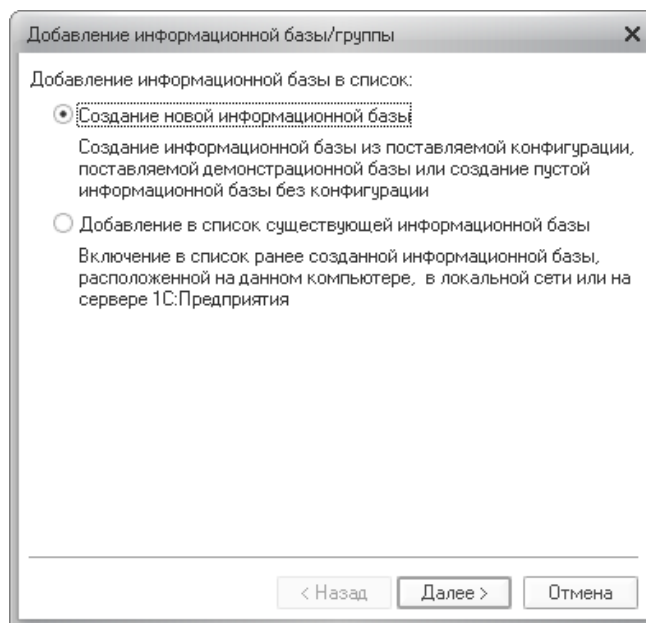 Добавление информационной базы/группы
Добавление информационной базы в список:
Создание новой информационной базы
Создание информационной базы из поставляемой конфигурации,
поставляемой демонстрационной базы или создание пустой
информационной базы без конфигурации
Добавление в список существующей информационной базы
Включение в список ранее созданной информационной базы,
расположенной на данном компьютере, в локальной сети или на
сервере 1С:Предприятия
< Назад Далее > Отмена